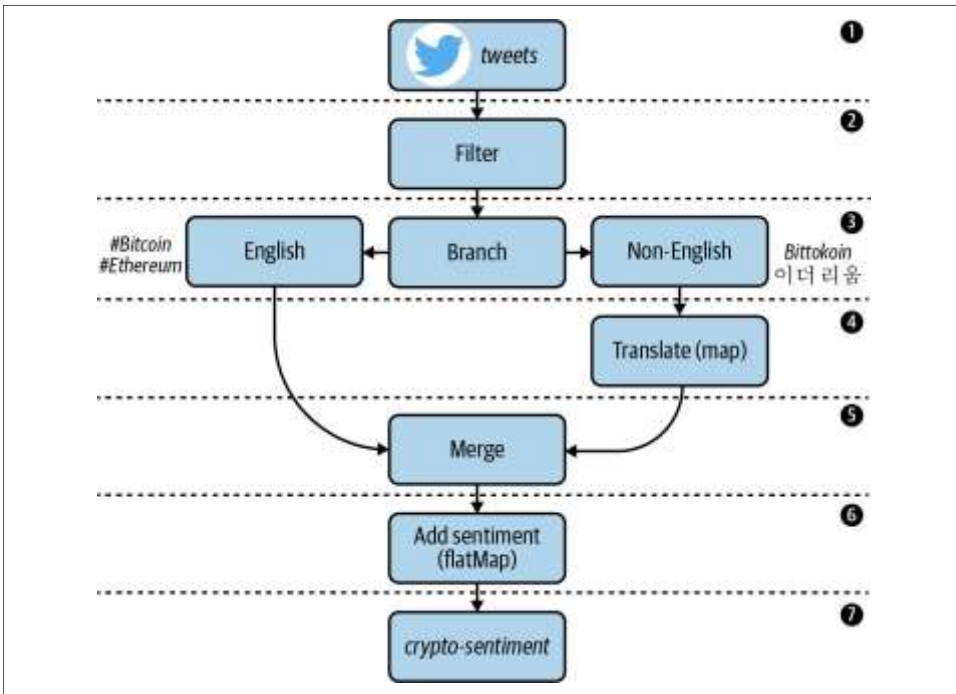 ❶
tweets
❷
Filter
❸
#Bitcoin
#Ethereum
English
Branch
Non-English
Bittokoin
이더리움
❹
Translate (map)
❺
Merge
❻
Add sentiment
(flatMap)
❼
crypto-sentiment